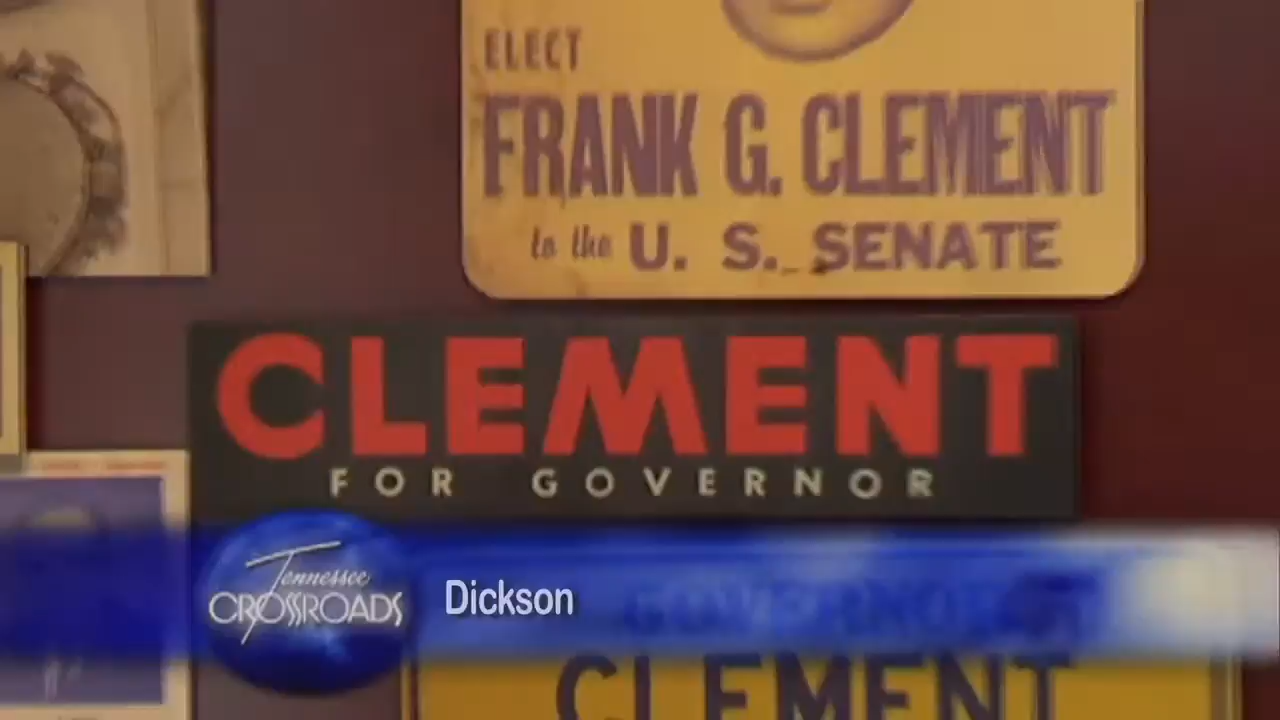 ELECT
FRANK G. CLEMENT
to the U. S. SENATE
CLEMENT
FOR GOVERNOR
Tennessee
CROSSROADS
Dickson
CLEMENT